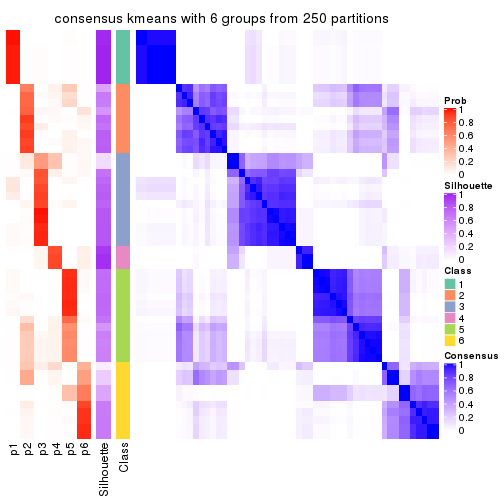 consensus kmeans with 6 groups from 250 partitions
Prob
1
0.8
0.6
0.4
0.2
0
Silhouette
1
0.8
0.6
0.4
0.2
0
Class
1
2
3
4
5
6
Consensus
1
0.8
0.6
0.4
0.2
0
p1
p2
p3
p4
p5
p6
Silhouette
Class